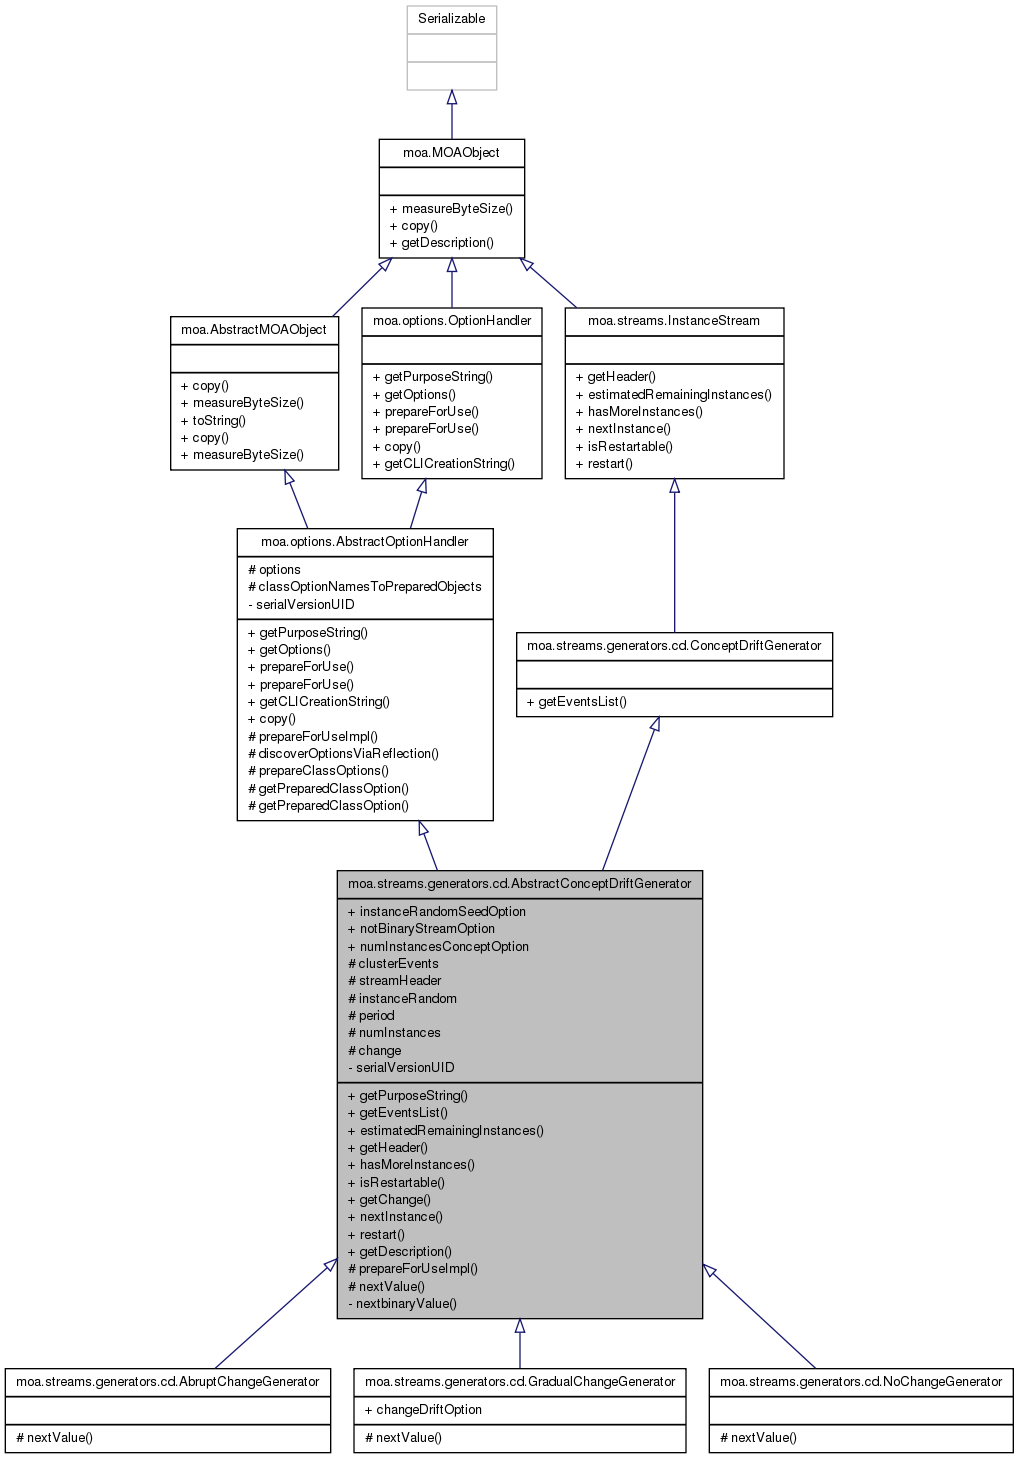 Serializable
moa.MOAObject
+ measureByteSize()
+ copy()
+ getDescription()
moa.AbstractMOAObject
+ copy()
+ measureByteSize()
+ toString()
+ copy()
+ measureByteSize()
moa.options.OptionHandler
+ getPurposeString()
+ getOptions()
+ prepareForUse()
+ prepareForUse()
+ copy()
+ getCLICreationString()
moa.streams.InstanceStream
+ getHeader()
+ estimatedRemainingInstances()
+ hasMoreInstances()
+ nextInstance()
+ isRestartable()
+ restart()
moa.options.AbstractOptionHandler
# options
# classOptionNamesToPreparedObjects
- serialVersionUID
+ getPurposeString()
+ getOptions()
+ prepareForUse()
+ prepareForUse()
+ getCLICreationString()
+ copy()
# prepareForUseImpl()
# discoverOptionsViaReflection()
# prepareClassOptions()
# getPreparedClassOption()
# getPreparedClassOption()
moa.streams.generators.cd.ConceptDriftGenerator
+ getEventsList()
moa.streams.generators.cd.AbstractConceptDriftGenerator
+ instanceRandomSeedOption
+ notBinaryStreamOption
+ numInstancesConceptOption
# clusterEvents
# streamHeader
# instanceRandom
# period
# numInstances
# change
- serialVersionUID
+ getPurposeString()
+ getEventsList()
+ estimatedRemainingInstances()
+ getHeader()
+ hasMoreInstances()
+ isRestartable()
+ getChange()
+ nextInstance()
+ restart()
+ getDescription()
# prepareForUseImpl()
# nextValue()
- nextbinaryValue()
moa.streams.generators.cd.AbruptChangeGenerator
# nextValue()
moa.streams.generators.cd.GradualChangeGenerator
+ changeDriftOption
# nextValue()
moa.streams.generators.cd.NoChangeGenerator
# nextValue()